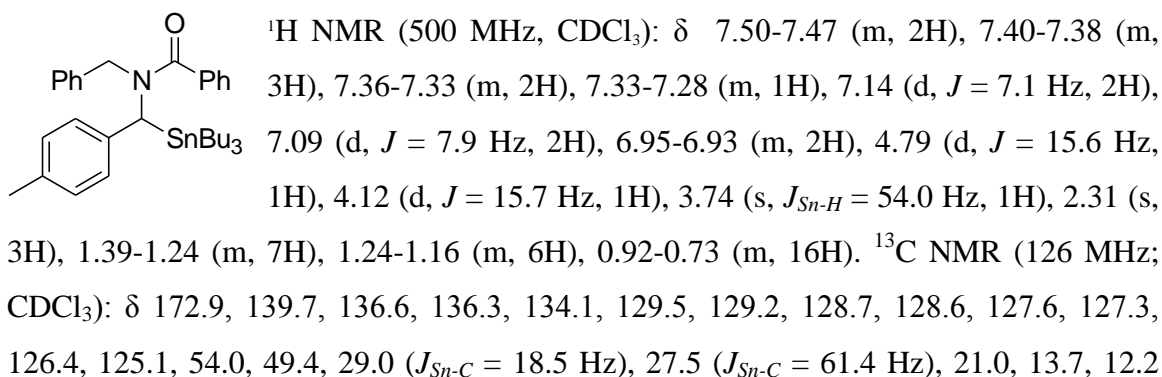 O
Ph N Ph
SnBu₃
¹H NMR (500 MHz, CDCl₃): δ 7.50-7.47 (m, 2H), 7.40-7.38 (m,
3H), 7.36-7.33 (m, 2H), 7.33-7.28 (m, 1H), 7.14 (d, J = 7.1 Hz, 2H),
7.09 (d, J = 7.9 Hz, 2H), 6.95-6.93 (m, 2H), 4.79 (d, J = 15.6 Hz,
1H), 4.12 (d, J = 15.7 Hz, 1H), 3.74 (s, J_Sn-H = 54.0 Hz, 1H), 2.31 (s,
3H), 1.39-1.24 (m, 7H), 1.24-1.16 (m, 6H), 0.92-0.73 (m, 16H). ¹³C NMR (126 MHz;
CDCl₃): δ 172.9, 139.7, 136.6, 136.3, 134.1, 129.5, 129.2, 128.7, 128.6, 127.6, 127.3,
126.4, 125.1, 54.0, 49.4, 29.0 (J_Sn-C = 18.5 Hz), 27.5 (J_Sn-C = 61.4 Hz), 21.0, 13.7, 12.2